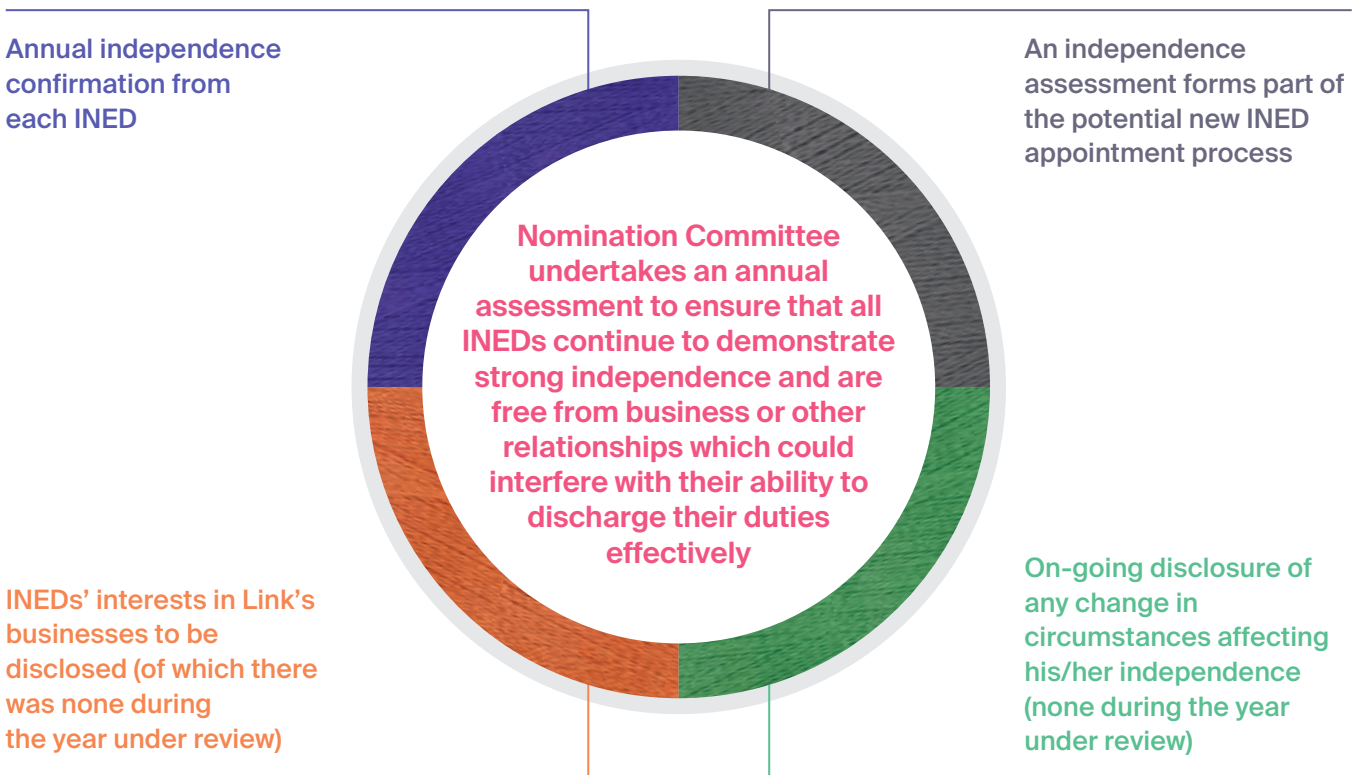 Annual independence
confirmation from
each INED
An independence
assessment forms part of
the potential new INED
appointment process
Nomination Committee
undertakes an annual
assessment to ensure that all
INEDs continue to demonstrate
strong independence and are
free from business or other
relationships which could
interfere with their ability to
discharge their duties
effectively
INEDs’ interests in Link’s
businesses to be
disclosed (of which there
was none during
the year under review)
On-going disclosure of
any change in
circumstances affecting
his/her independence
(none during the year
under review)